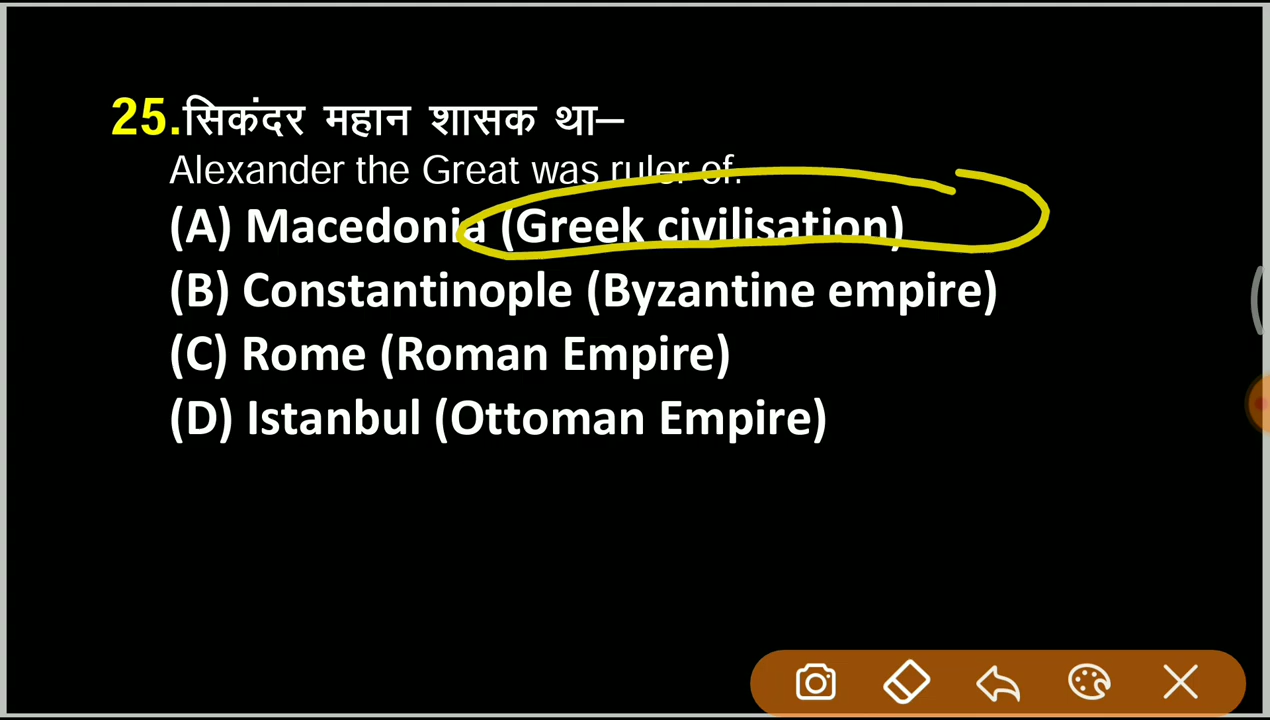 25.सिकंदर महान शासक था–
Alexander the Great was ruler of:
(A) Macedonia (Greek civilisation)
(B) Constantinople (Byzantine empire)
(C) Rome (Roman Empire)
(D) Istanbul (Ottoman Empire)